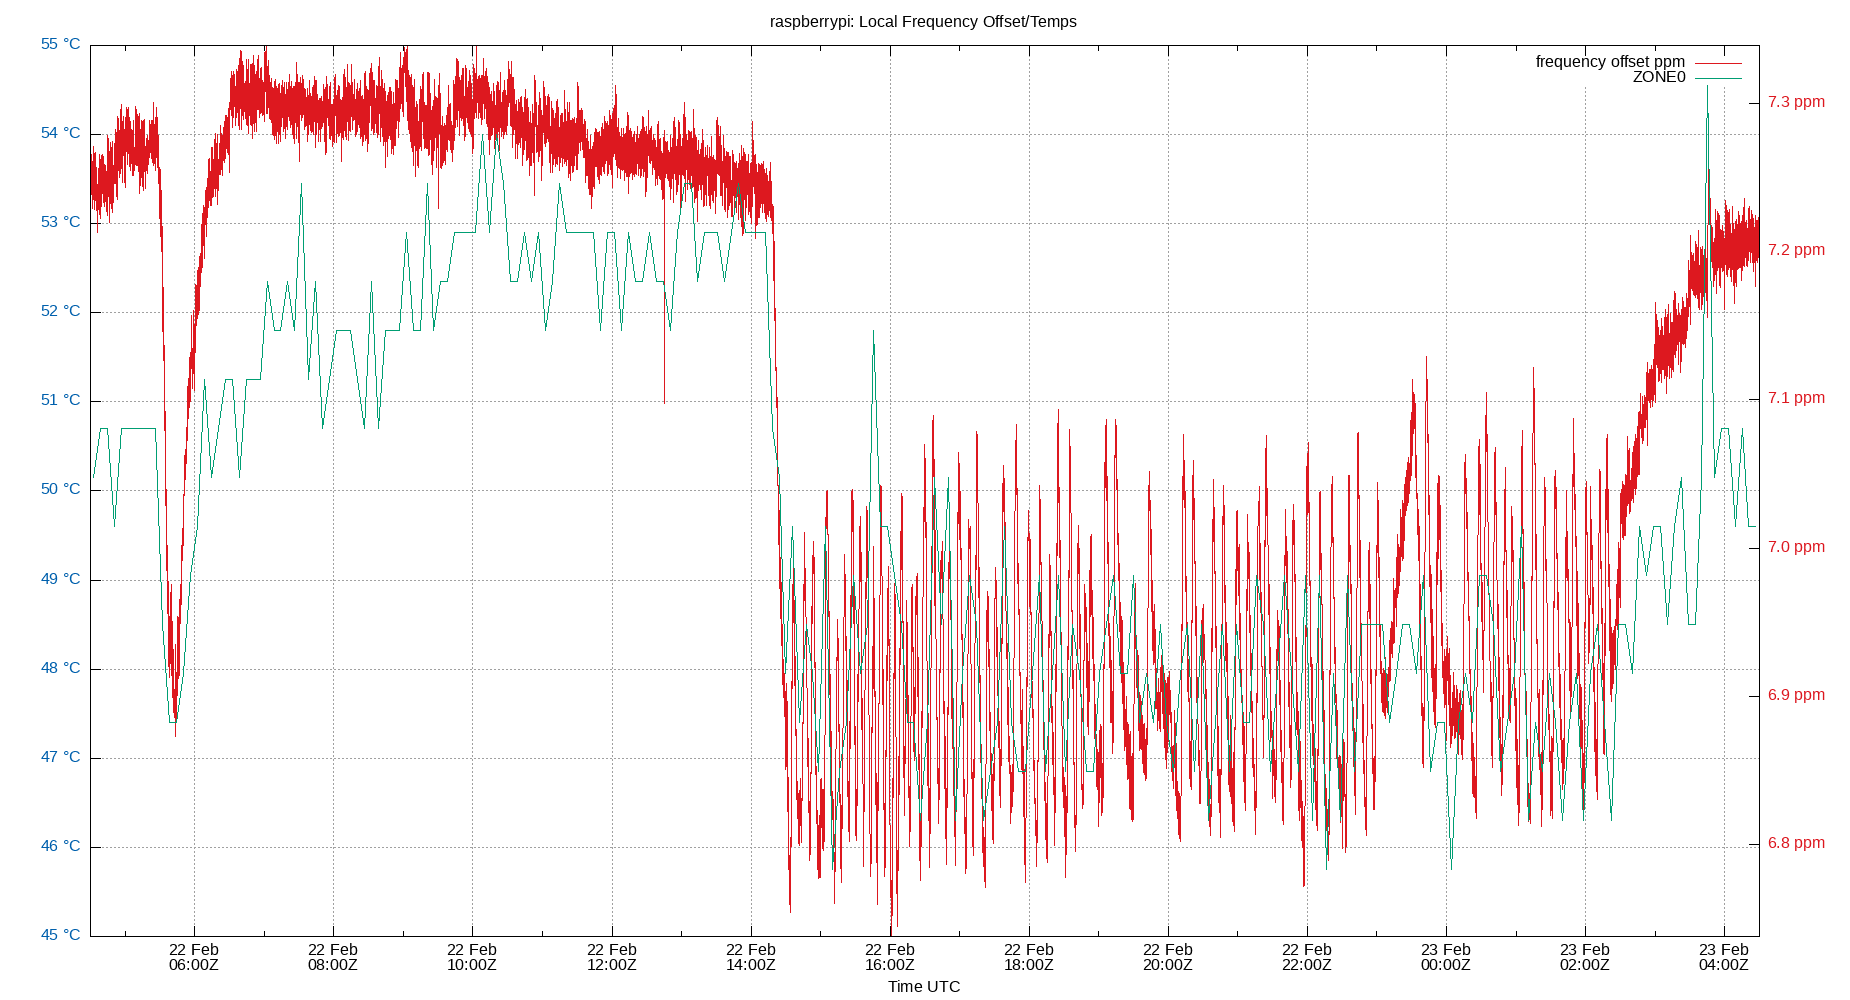 raspberrypi: Local Frequency Offset/Temps
frequency offset ppm
ZONE0
55 °C
54 °C
53 °C
52 °C
51 °C
50 °C
49 °C
48 °C
47 °C
46 °C
45 °C
7.3 ppm
7.2 ppm
7.1 ppm
7.0 ppm
6.9 ppm
6.8 ppm
22 Feb
06:00Z
22 Feb
08:00Z
22 Feb
10:00Z
22 Feb
12:00Z
22 Feb
14:00Z
22 Feb
16:00Z
22 Feb
18:00Z
22 Feb
20:00Z
22 Feb
22:00Z
23 Feb
00:00Z
23 Feb
02:00Z
23 Feb
04:00Z
Time UTC